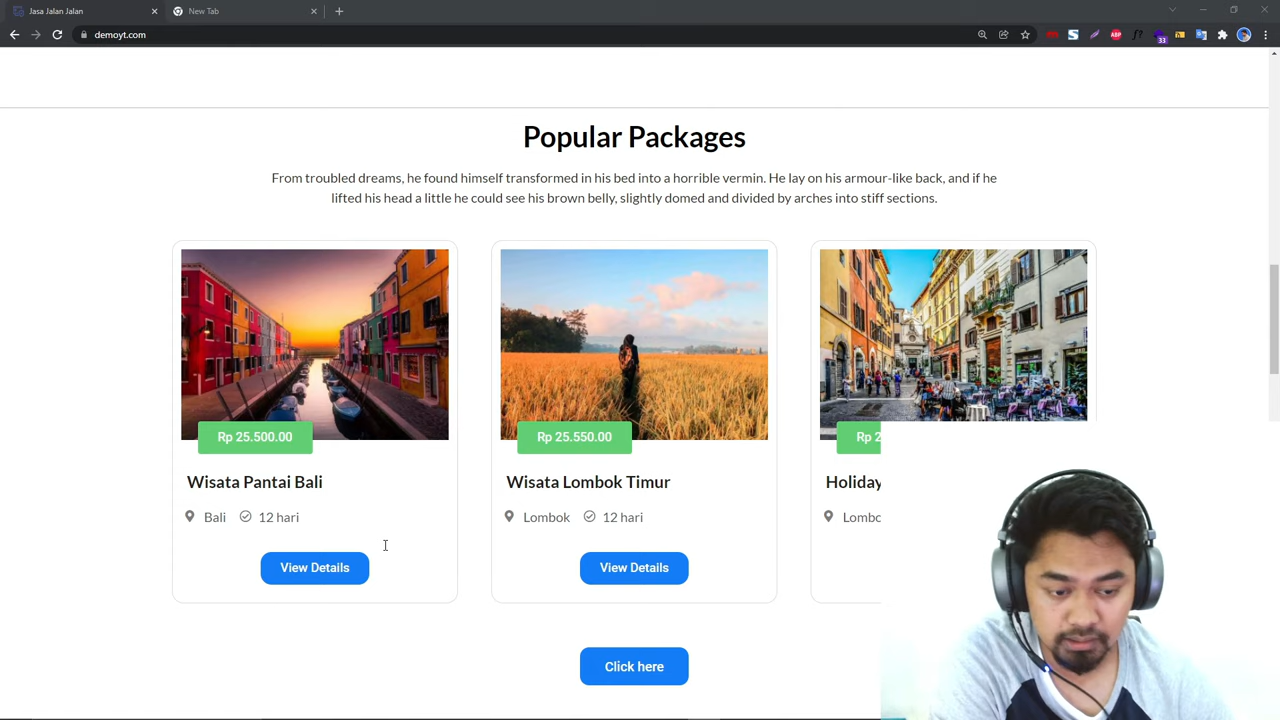 Jasa Jalan Jalan
New Tab
demoyt.com
33
Popular Packages
From troubled dreams, he found himself transformed in his bed into a horrible vermin. He lay on his armour-like back, and if he
lifted his head a little he could see his brown belly, slightly domed and divided by arches into stiff sections.
Rp 25.500.00
Rp 25.550.00
Rp 2
Wisata Pantai Bali
Wisata Lombok Timur
Holiday
Bali
12 hari
Lombok
12 hari
Lombo
View Details
View Details
Click here